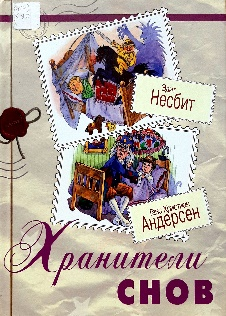 Эдит
Несбит
Ганс Христиан
Андерсен
Хранители
СНОВ